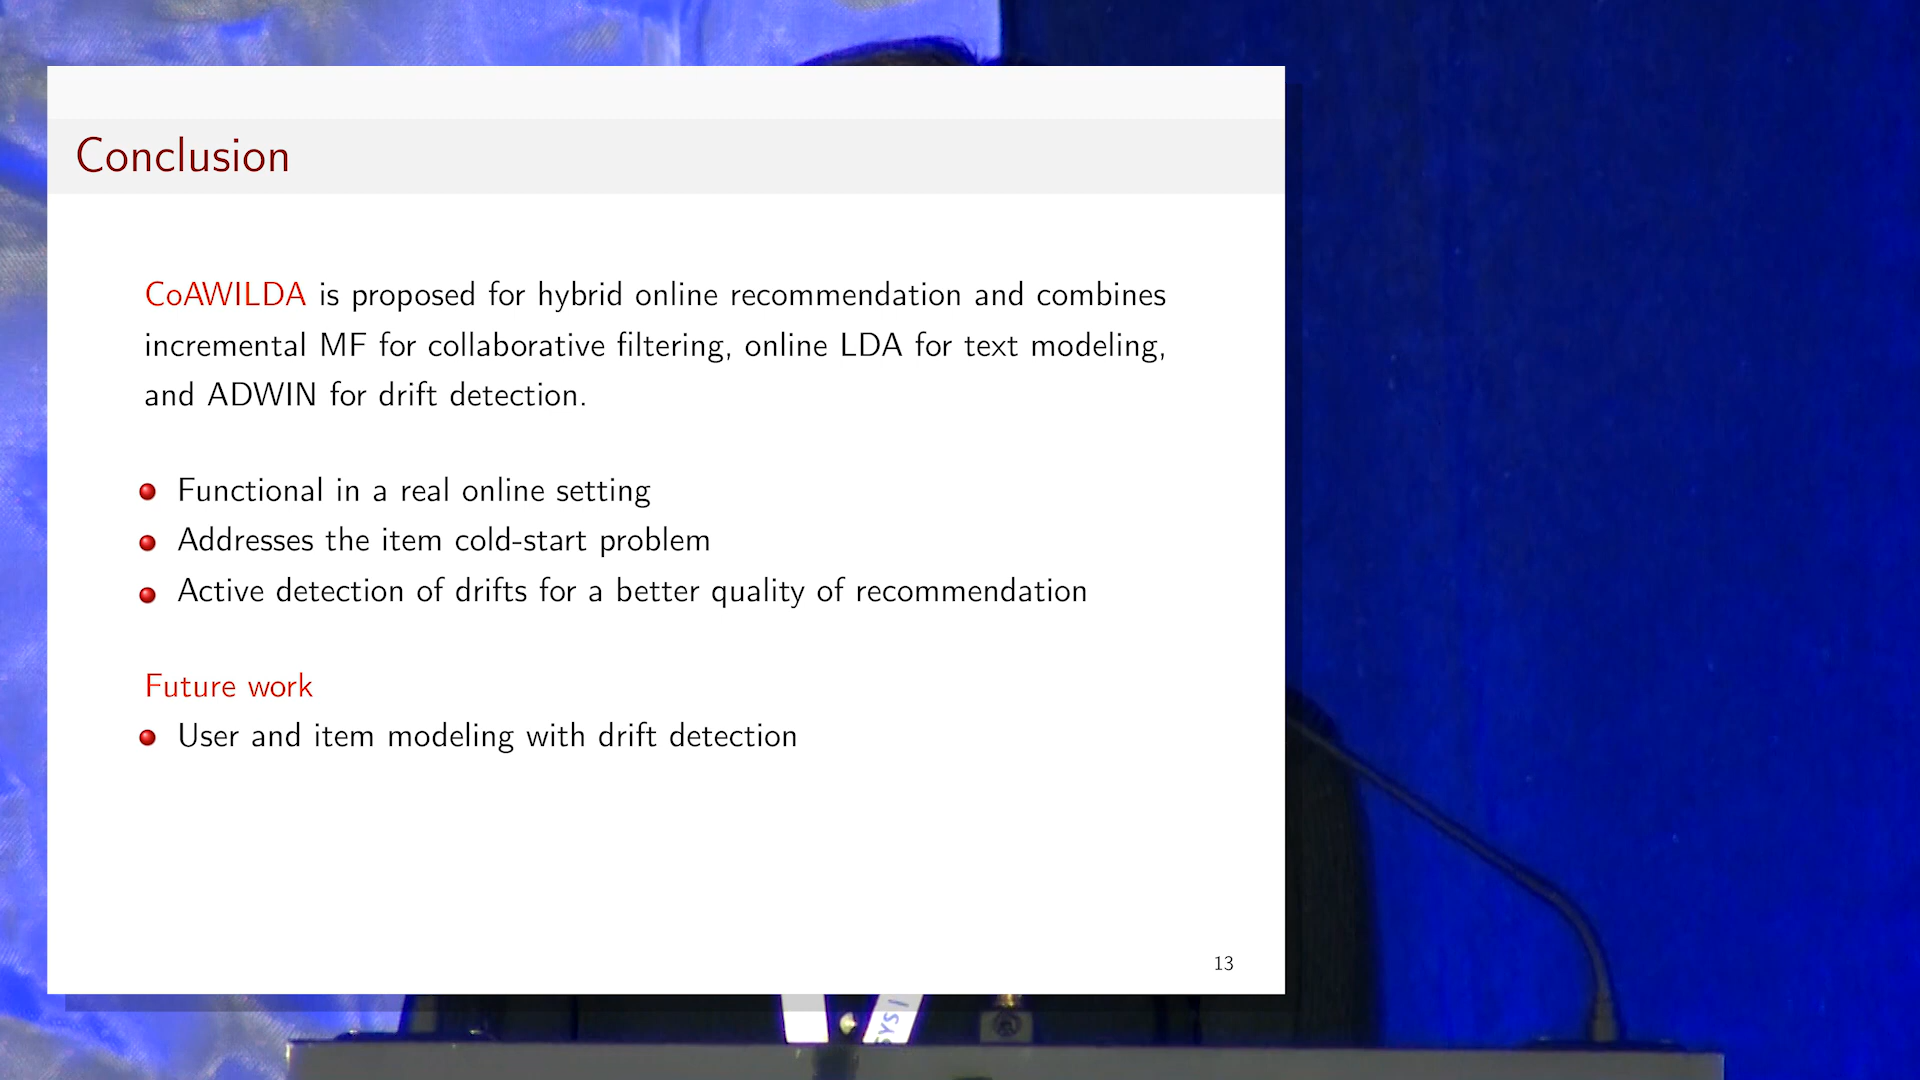 Conclusion
CoAWILDA is proposed for hybrid online recommendation and combines
incremental MF for collaborative filtering, online LDA for text modeling,
and ADWIN for drift detection.
Functional in a real online setting
Addresses the item cold-start problem
Active detection of drifts for a better quality of recommendation
Future work
User and item modeling with drift detection
13